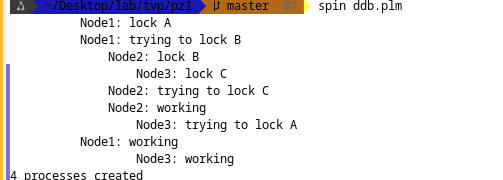 ~/Desktop/lab/tvp/pz1 master 8? spin ddb.plm
Node1: lock A
Node1: trying to lock B
Node2: lock B
Node3: lock C
Node2: trying to lock C
Node2: working
Node3: trying to lock A
Node1: working
Node3: working
4 processes created